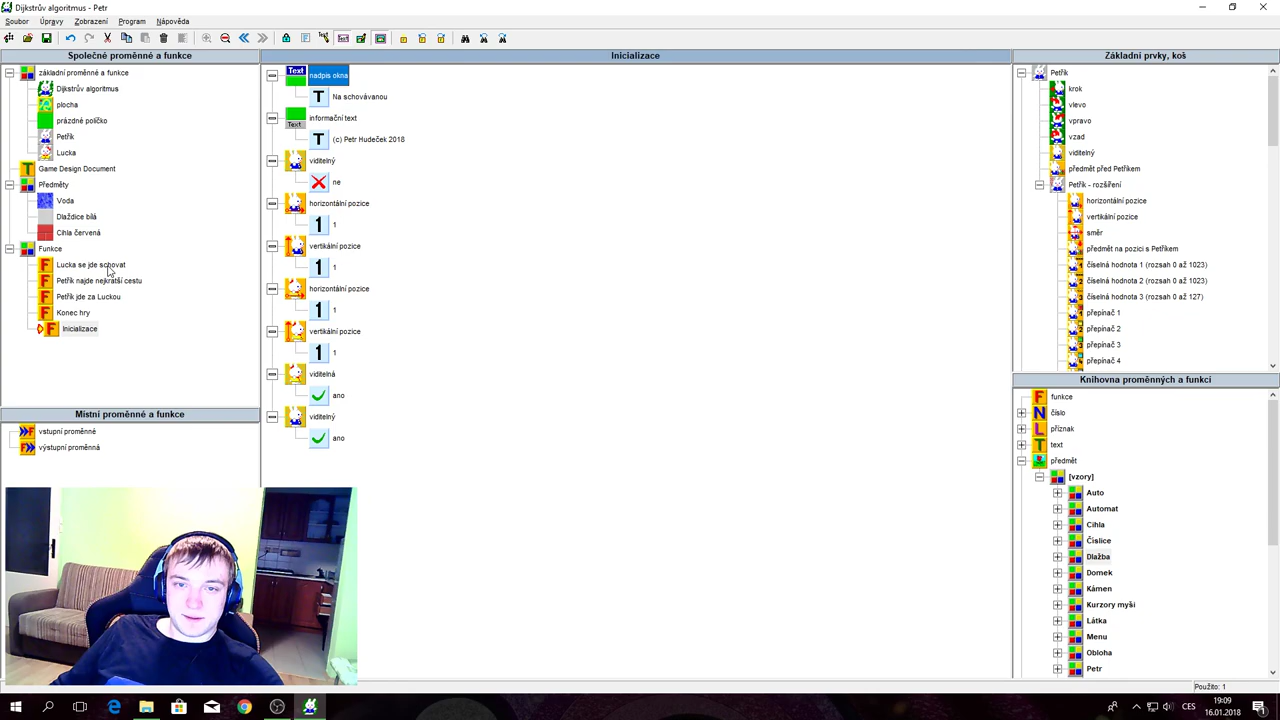 Dijkstrův algoritmus - Petr
Soubor Úpravy Zobrazení Program Nápověda
Společné proměnné a funkce
základní proměnné a funkce
Dijkstrův algoritmus
plocha
prázdné políčko
Petřík
Lucka
Game Design Document
Předměty
Voda
Dlaždice bílá
Cihla červená
Funkce
Lucka se jde schovat
Petřík najde nejkratší cestu
Petřík jde za Luckou
Konec hry
Inicializace
Místní proměnné a funkce
vstupní proměnné
výstupní proměnná
Inicializace
Text nadpis okna
T Na schovávanou
Text informační text
T (c) Petr Hudeček 2018
viditelný
ne
horizontální pozice
1 1
vertikální pozice
1 1
horizontální pozice
1 1
vertikální pozice
1 1
viditelná
ano
viditelný
ano
Základní prvky, koš
Petřík
krok
vlevo
vpravo
vzad
viditelný
předmět před Petříkem
Petřík - rozšíření
horizontální pozice
vertikální pozice
směr
předmět na pozici s Petříkem
číselná hodnota 1 (rozsah 0 až 1023)
číselná hodnota 2 (rozsah 0 až 1023)
číselná hodnota 3 (rozsah 0 až 127)
přepínač 1
přepínač 2
přepínač 3
přepínač 4
Knihovna proměnných a funkcí
F funkce
N číslo
L příznak
T text
předmět
[vzory]
Auto
Automat
Cihla
Číslice
Dlažba
Domek
Kámen
Kurzory myši
Látka
Menu
Obloha
Petr
Použito: 1
CES
19:09
16.01.2018